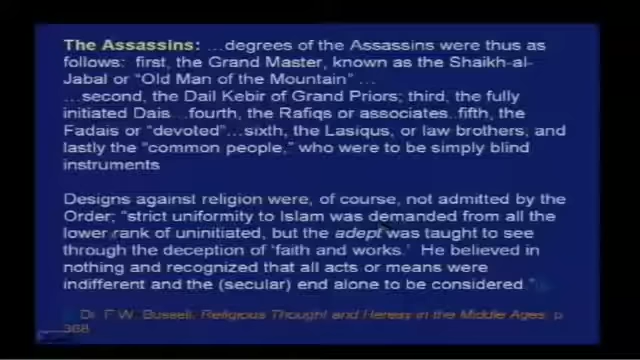 The Assassins: …degrees of the Assassins were thus as
follows: first, the Grand Master, known as the Shaikh-al-
Jabal or "Old Man of the Mountain" …
…second, the Dail Kebir of Grand Priors; third, the fully
initiated Dais…fourth, the Rafiqs or associates…fifth, the
Fadais or "devoted"…sixth, the Lasiqus, or law brothers, and
lastly the "common people," who were to be simply blind
instruments
Designs against religion were, of course, not admitted by the
Order; "strict uniformity to Islam was demanded from all the
lower rank of uninitiated, but the adept was taught to see
through the deception of 'faith and works.' He believed in
nothing and recognized that all acts or means were
indifferent and the (secular) end alone to be considered."
Dr. F.W. Bussell, Religious Thought and Heresy in the Middle Ages, p.
368